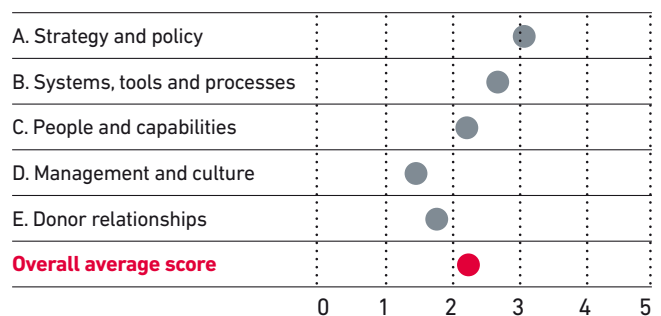 A. Strategy and policy
B. Systems, tools and processes
C. People and capabilities
D. Management and culture
E. Donor relationships
Overall average score
0 1 2 3 4 5